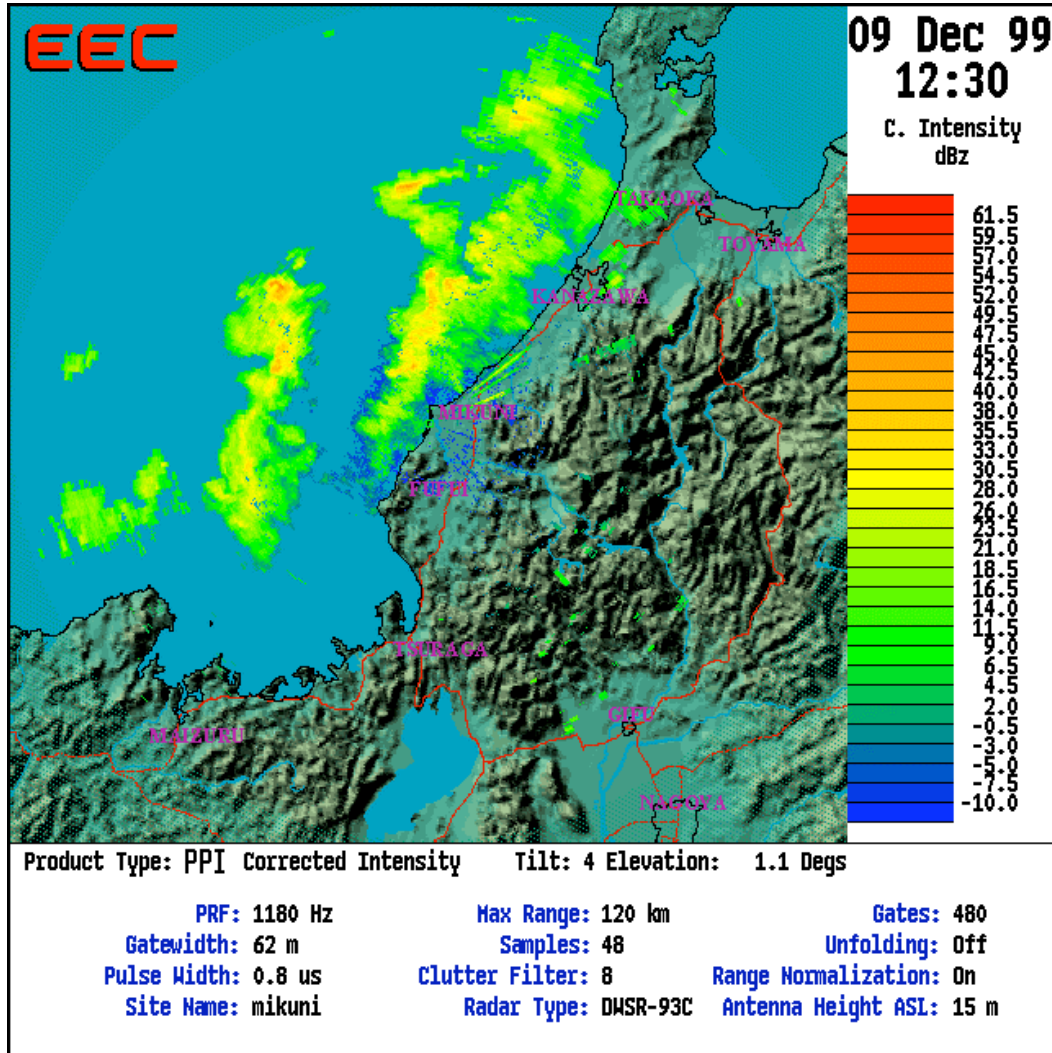 EEC
09 Dec 99
12:30
C. Intensity
dBz
61.5
59.5
57.0
54.5
52.0
49.5
47.5
45.0
42.5
40.0
38.0
35.5
33.0
30.5
28.0
26.0
23.5
21.0
18.5
16.5
14.0
11.5
9.0
6.5
4.5
2.0
-0.5
-3.0
-5.0
-7.5
-10.0
TAKAOKA
TOYAMA
KANAZAWA
MIKUNI
FUFEI
TSURAGA
GIFU
MAIZURU
NAGOYA
Product Type: PPI Corrected Intensity Tilt: 4 Elevation: 1.1 Degs
PRF: 1180 Hz Max Range: 120 km Gates: 480
Gatewidth: 62 m Samples: 48 Unfolding: Off
Pulse Width: 0.8 us Clutter Filter: 8 Range Normalization: On
Site Name: mikuni Radar Type: DWSR-93C Antenna Height ASL: 15 m